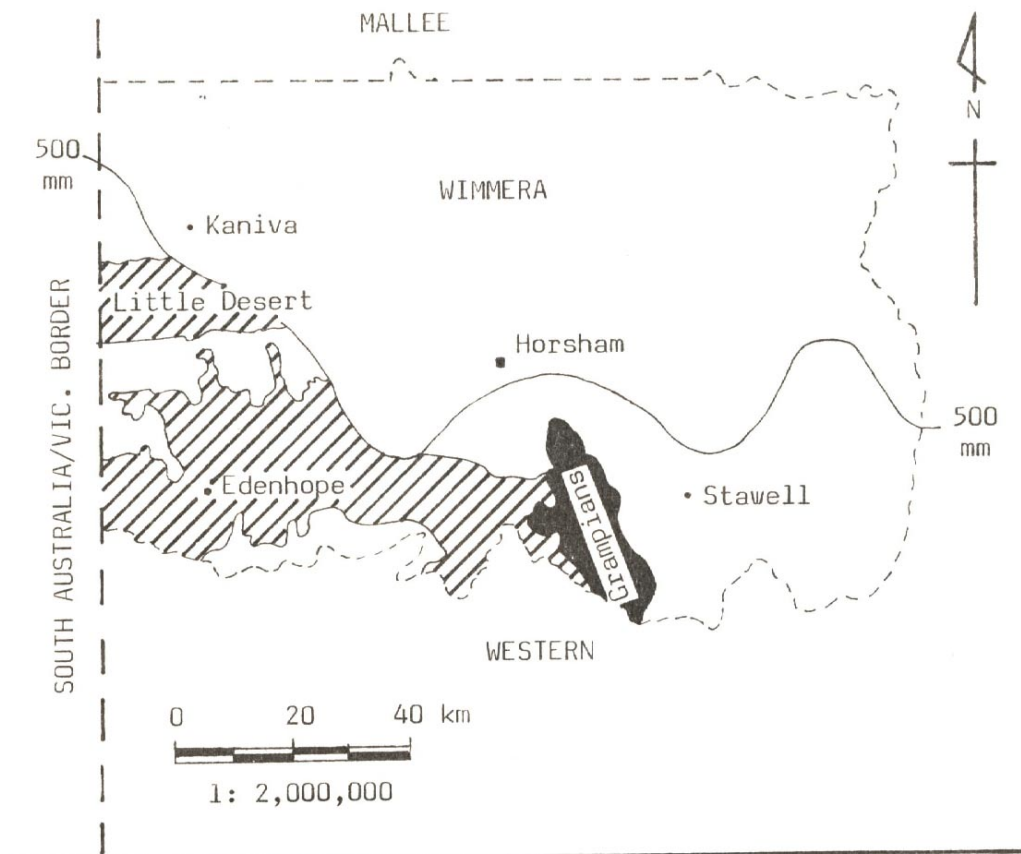 MALLEE
N
500
mm
WIMMERA
Kaniva
Little Desert
SOUTH AUSTRALIA/VIC. BORDER
Horsham
500
mm
Edenhope
Grampians
Stawell
WESTERN
0 20 40 km
1: 2,000,000